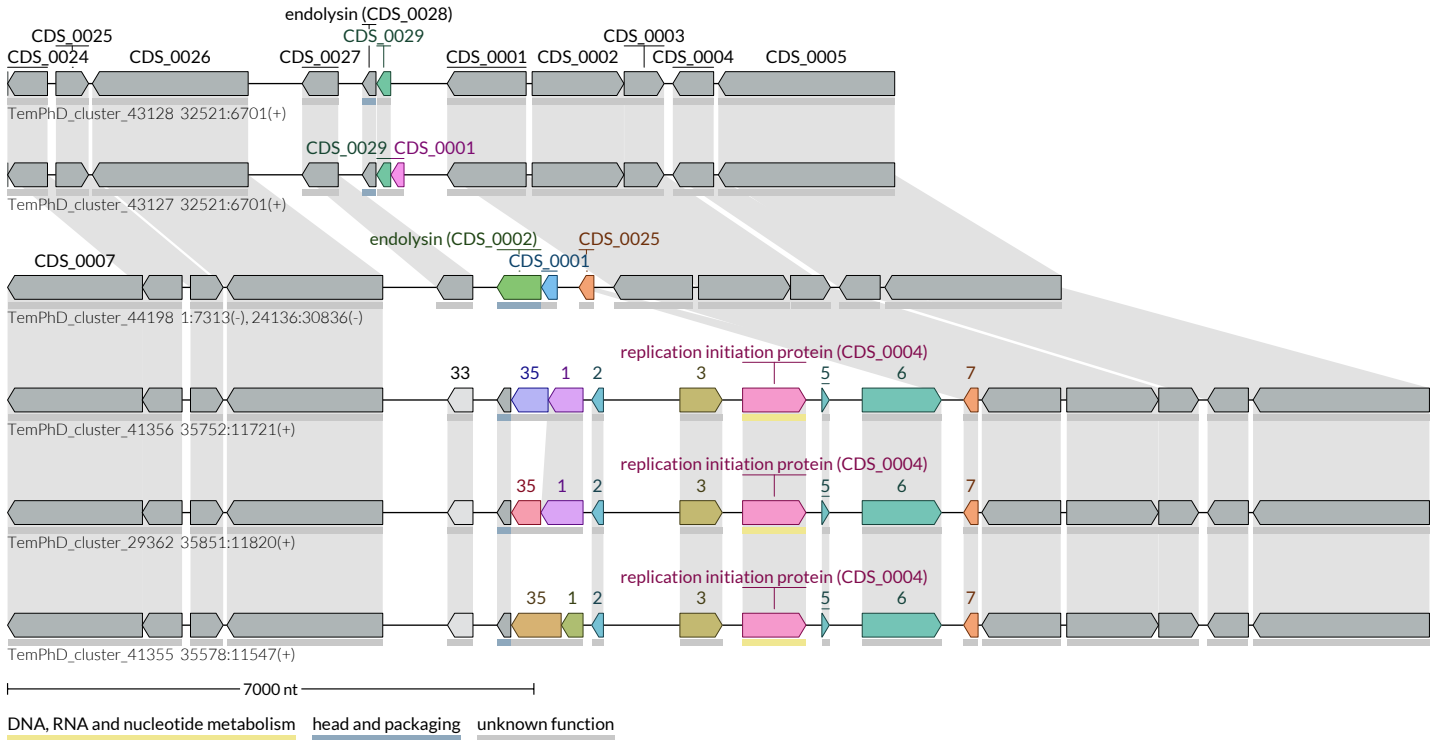 endolysin (CDS_0028)
CDS_0025 CDS_0029 CDS_0003
CDS_0024 CDS_0026 CDS_0027 CDS_0001 CDS_0002 CDS_0004 CDS_0005
TemPhD_cluster_43128 32521:6701(+)
CDS_0029 CDS_0001
TemPhD_cluster_43127 32521:6701(+)
endolysin (CDS_0002) CDS_0025
CDS_0007 CDS_0001
TemPhD_cluster_44198 1:7313(-), 24136:30836(-)
replication initiation protein (CDS_0004)
33 35 1 2 3 5 6 7
TemPhD_cluster_41356 35752:11721(+)
replication initiation protein (CDS_0004)
35 1 2 3 5 6 7
TemPhD_cluster_29362 35851:11820(+)
replication initiation protein (CDS_0004)
35 1 2 3 5 6 7
TemPhD_cluster_41355 35578:11547(+)
7000 nt
DNA, RNA and nucleotide metabolism head and packaging unknown function